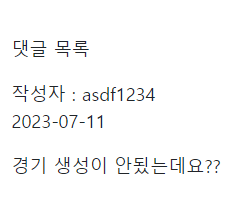 댓글 목록
작성자 : asdf1234
2023-07-11
경기 생성이 안됬는데요??